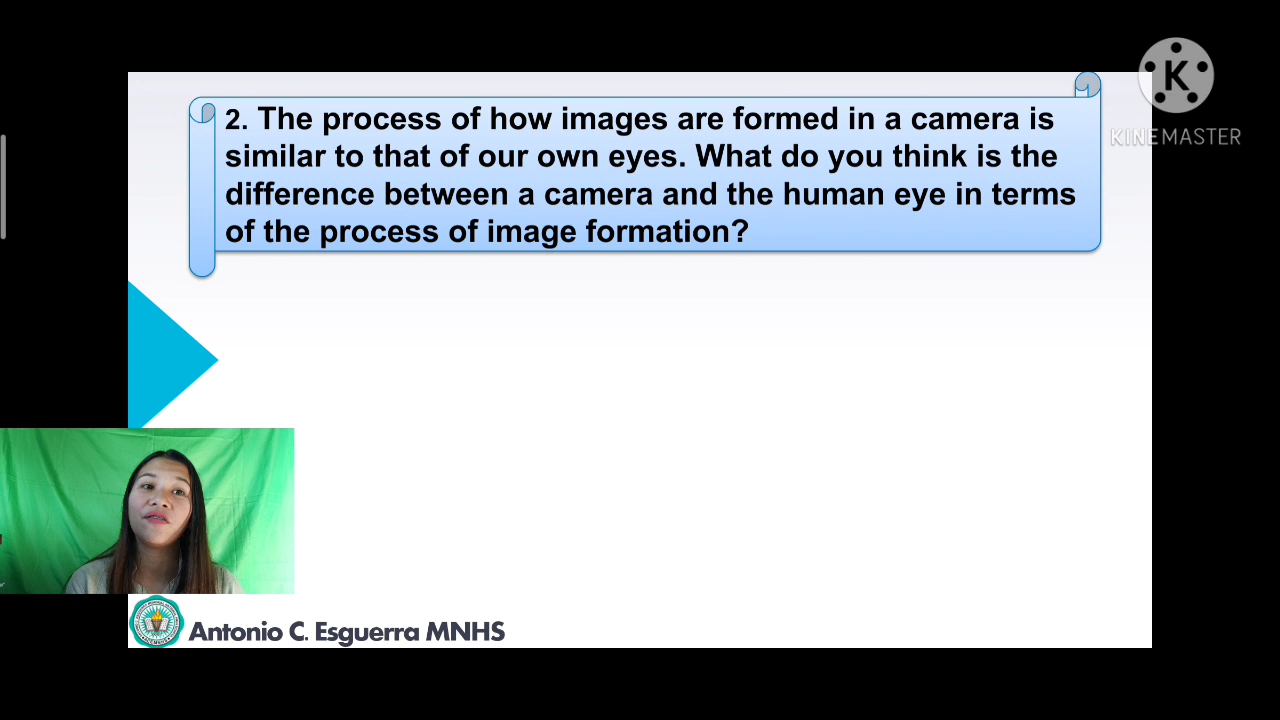 2. The process of how images are formed in a camera is
similar to that of our own eyes. What do you think is the
difference between a camera and the human eye in terms
of the process of image formation?
K
KINEMASTER
Antonio C. Esguerra MNHS